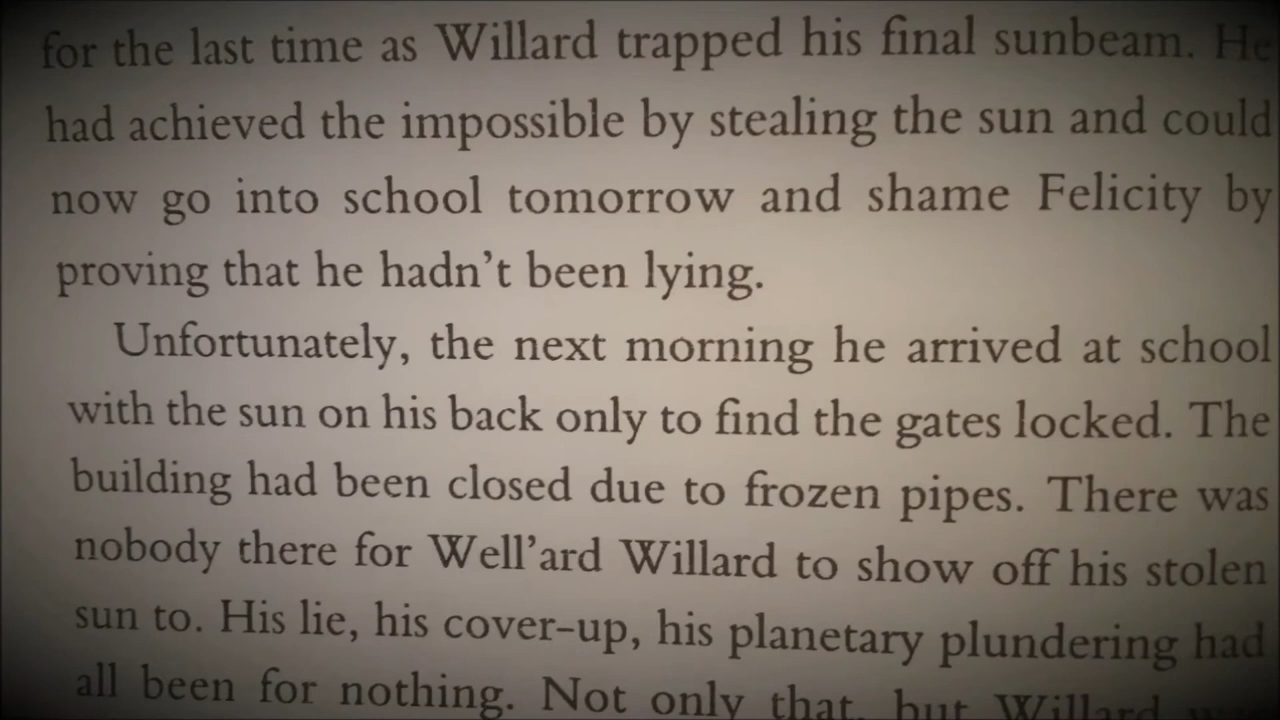 for the last time as Willard trapped his final sunbeam. He
had achieved the impossible by stealing the sun and could
now go into school tomorrow and shame Felicity by
proving that he hadn't been lying.
Unfortunately, the next morning he arrived at school
with the sun on his back only to find the gates locked. The
building had been closed due to frozen pipes. There was
nobody there for Well'ard Willard to show off his stolen
sun to. His lie, his cover-up, his planetary plundering had
all been for nothing. Not only that, but Willard